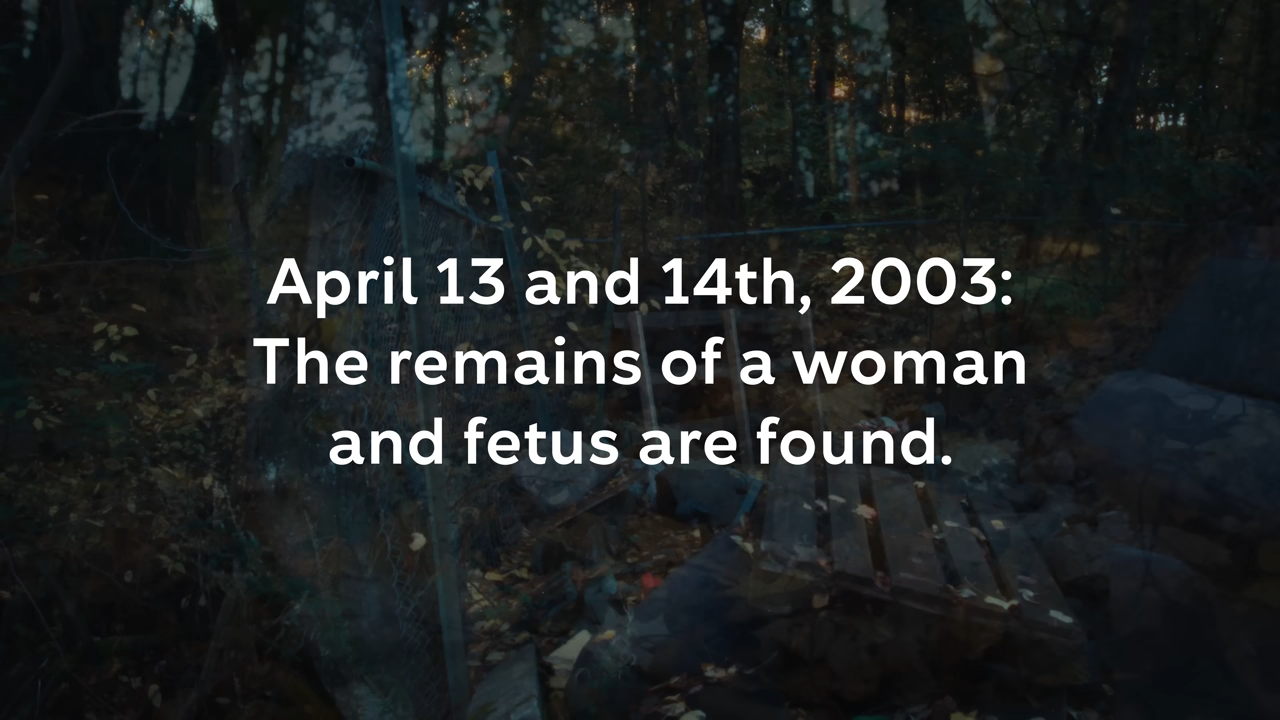 April 13 and 14th, 2003:
The remains of a woman
and fetus are found.